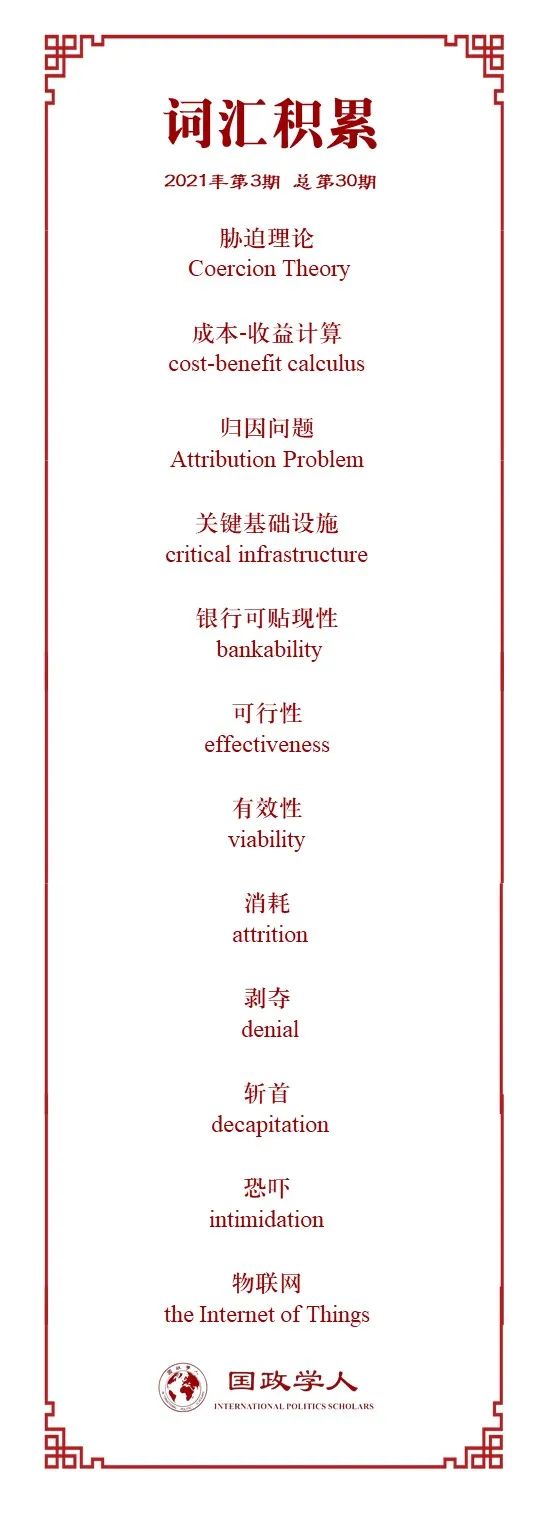 词汇积累
2021年第3期 总第30期
胁迫理论
Coercion Theory
成本-收益计算
cost-benefit calculus
归因问题
Attribution Problem
关键基础设施
critical infrastructure
银行可贴现性
bankability
可行性
effectiveness
有效性
viability
消耗
attrition
剥夺
denial
斩首
decapitation
恐吓
intimidation
物联网
the Internet of Things
国政学人
INTERNATIONAL POLITICS SCHOLARS